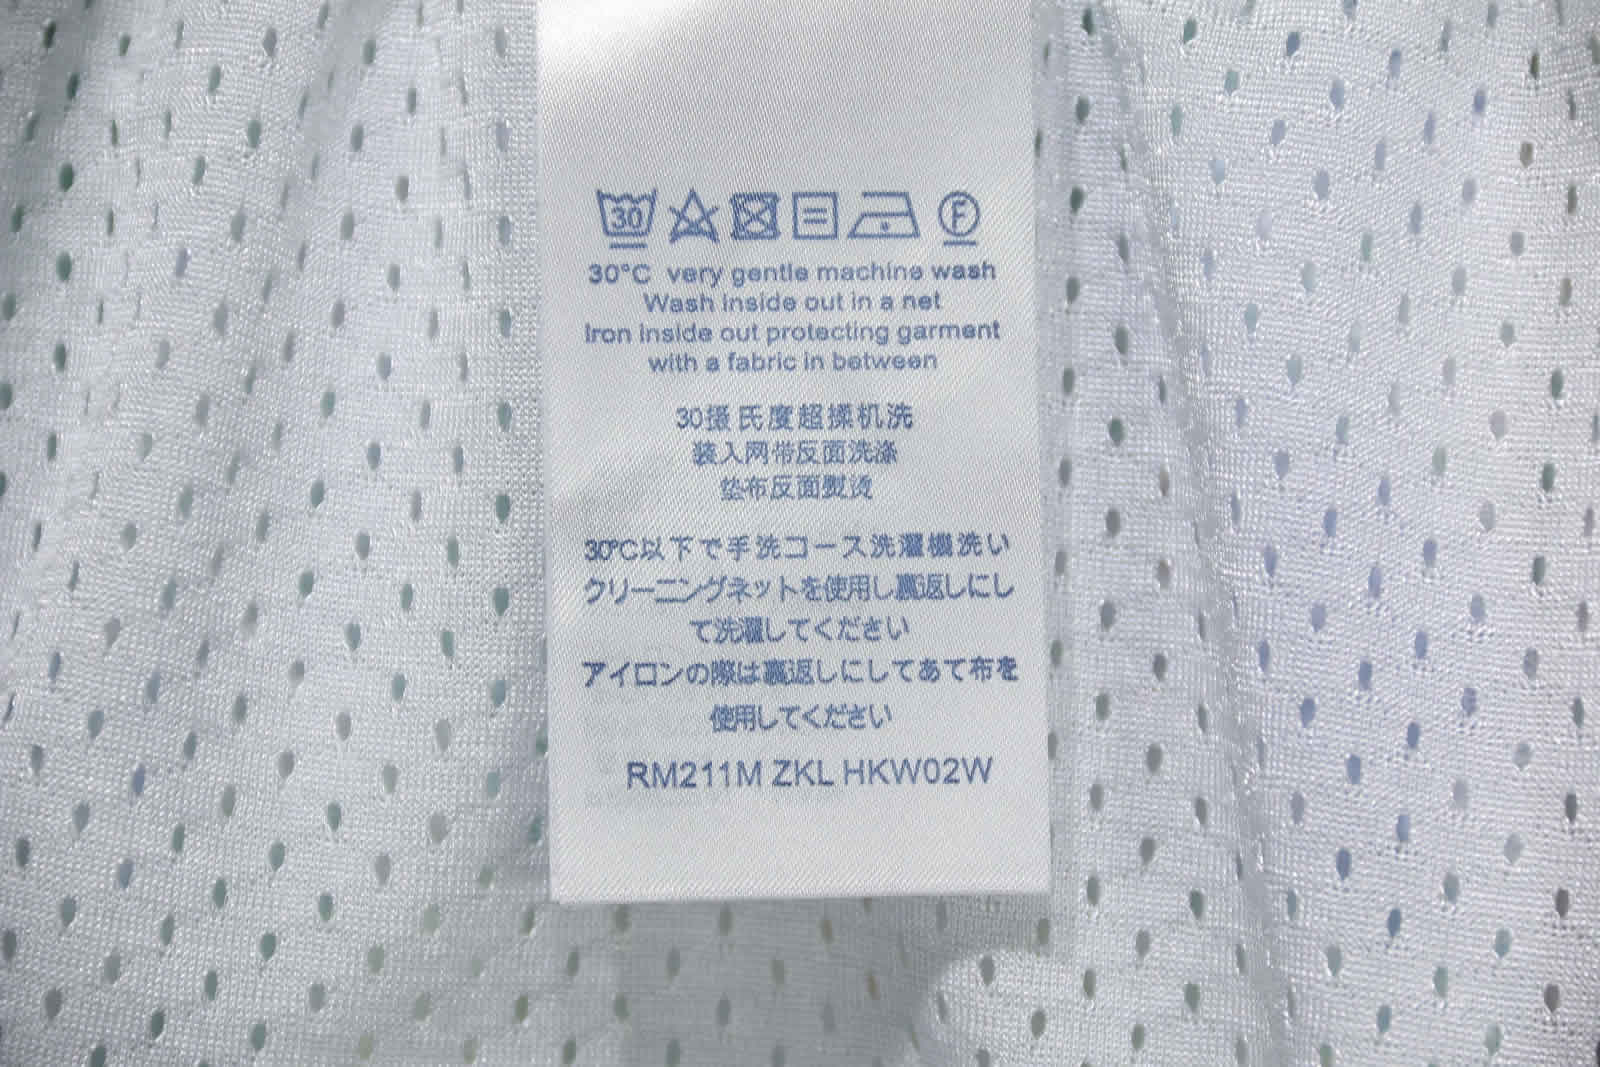 30
F
30°C very gentle machine wash
Wash inside out in a net
Iron inside out protecting garment
with a fabric in between
30摄氏度超揉机洗
装入网带反面洗涤
垫布反面熨烫
30℃以下で手洗コース洗濯機洗い
クリーニングネットを使用し裏返しにし
て洗濯してください
アイロンの際は裏返しにしてあて布を
使用してください
RM211M ZKL HKW02W